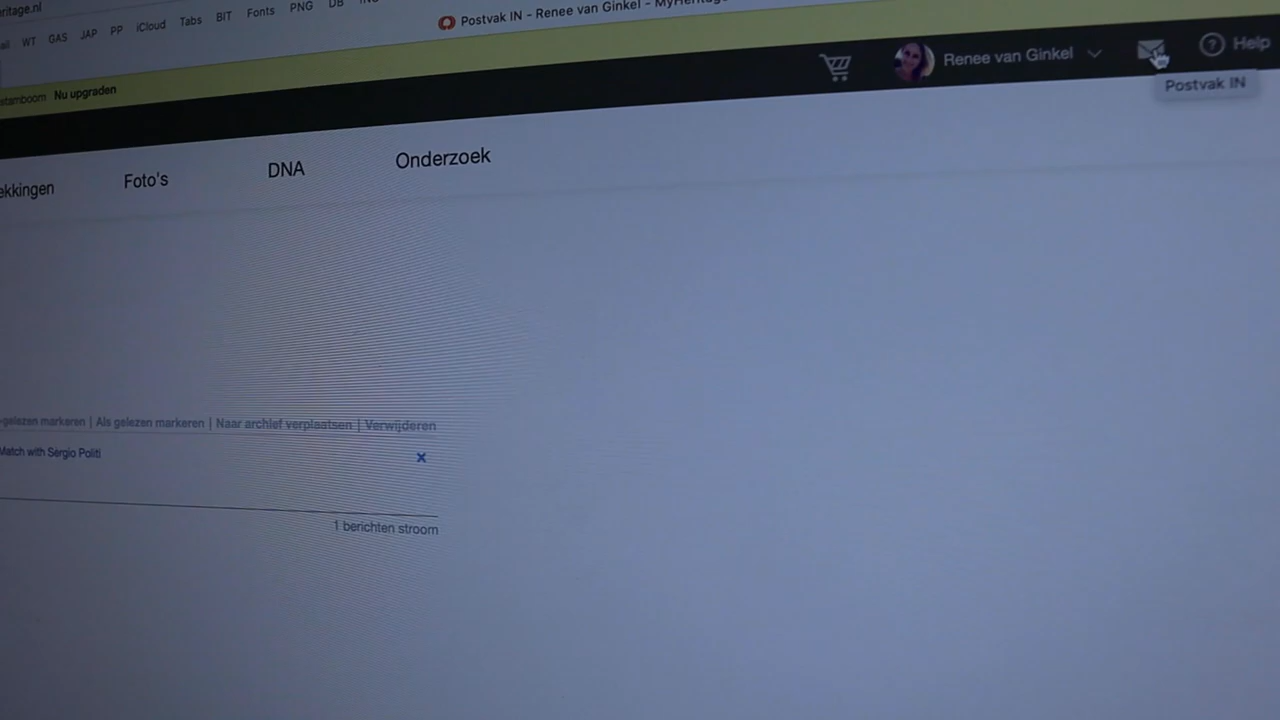 ritage.nl
Postvak IN - Renee van Ginkel - MyHeritage
ail WT GAS JAP PP iCloud Tabs BIT Fonts PNG DB
stamboom Nu upgraden
Renee van Ginkel
Help
Postvak IN
ekkingen Foto's DNA Onderzoek
-gelezen markeren | Als gelezen markeren | Naar archief verplaatsen | Verwijderen
Match with Sergio Politi
1 berichten stroom